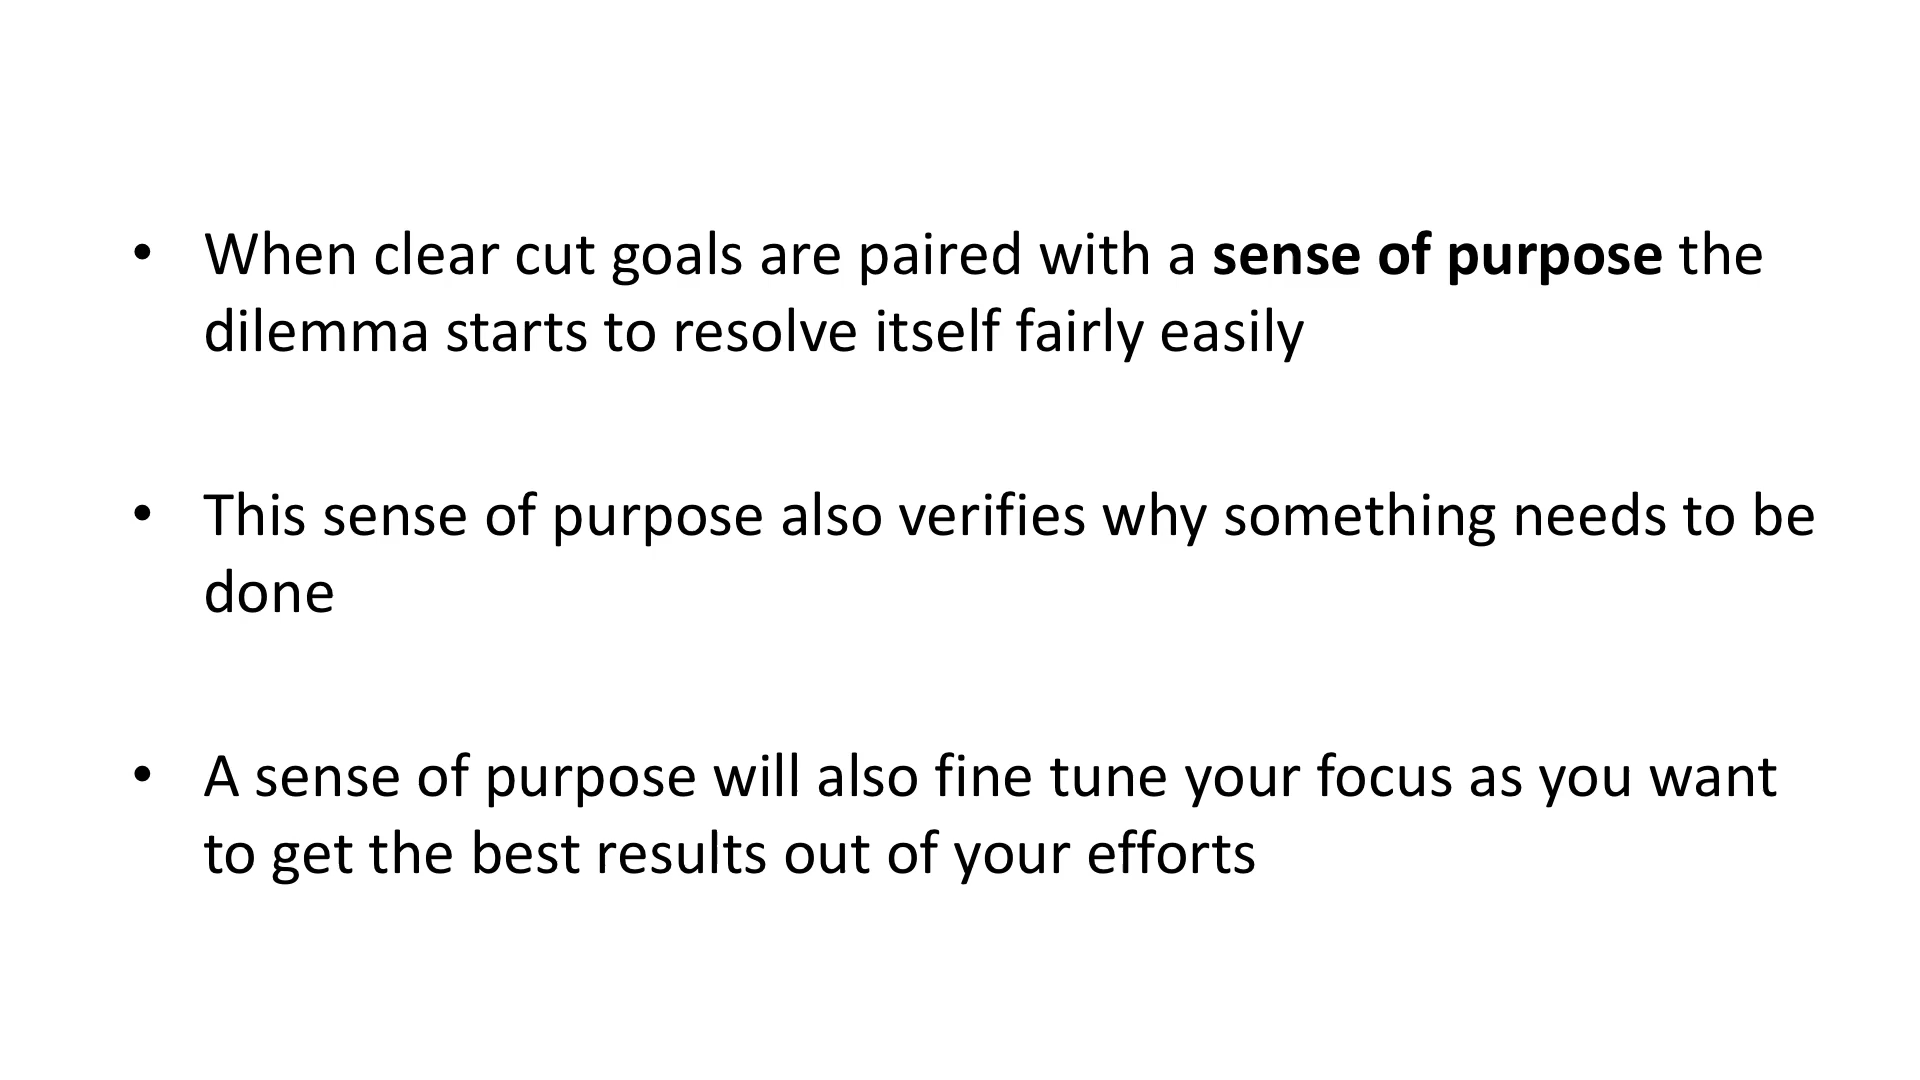 • When clear cut goals are paired with a sense of purpose the
dilemma starts to resolve itself fairly easily
• This sense of purpose also verifies why something needs to be
done
• A sense of purpose will also fine tune your focus as you want
to get the best results out of your efforts